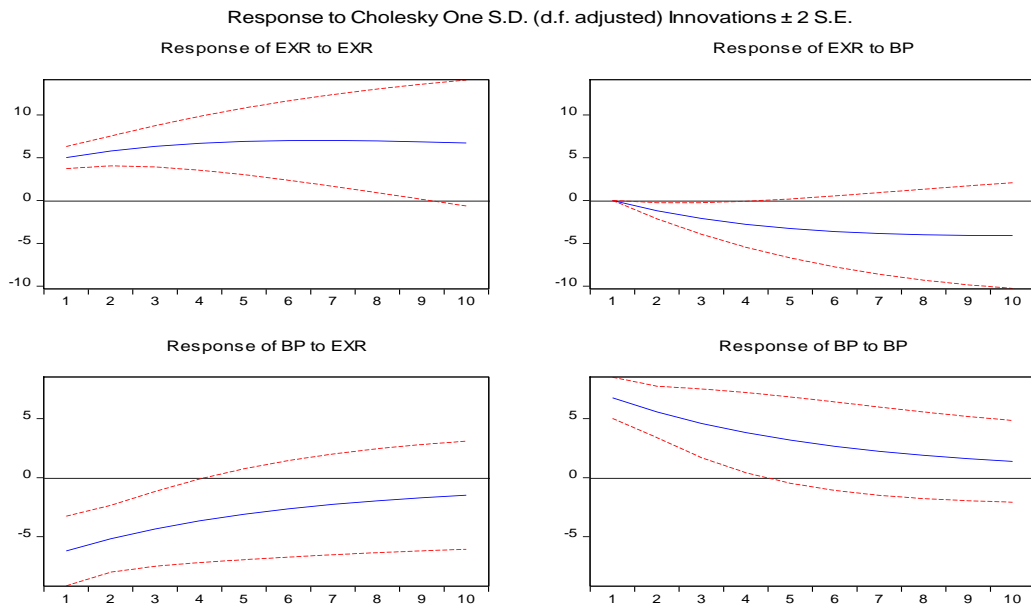 Response to Cholesky One S.D. (d.f. adjusted) Innovations ± 2 S.E.
Response of EXR to EXR
10
5
0
-5
-10
1 2 3 4 5 6 7 8 9 10
Response of EXR to BP
10
5
0
-5
-10
1 2 3 4 5 6 7 8 9 10
Response of BP to EXR
5
0
-5
1 2 3 4 5 6 7 8 9 10
Response of BP to BP
5
0
-5
1 2 3 4 5 6 7 8 9 10